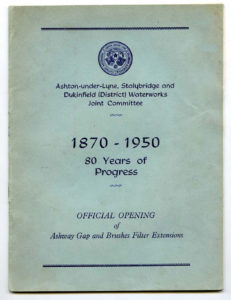 Ashton-under-Lyne, Stalybridge and
Dukinfield (District) Waterworks
Joint Committee
1870 - 1950
80 Years of
Progress
OFFICIAL OPENING
of
Ashway Gap and Brushes Filter Extensions